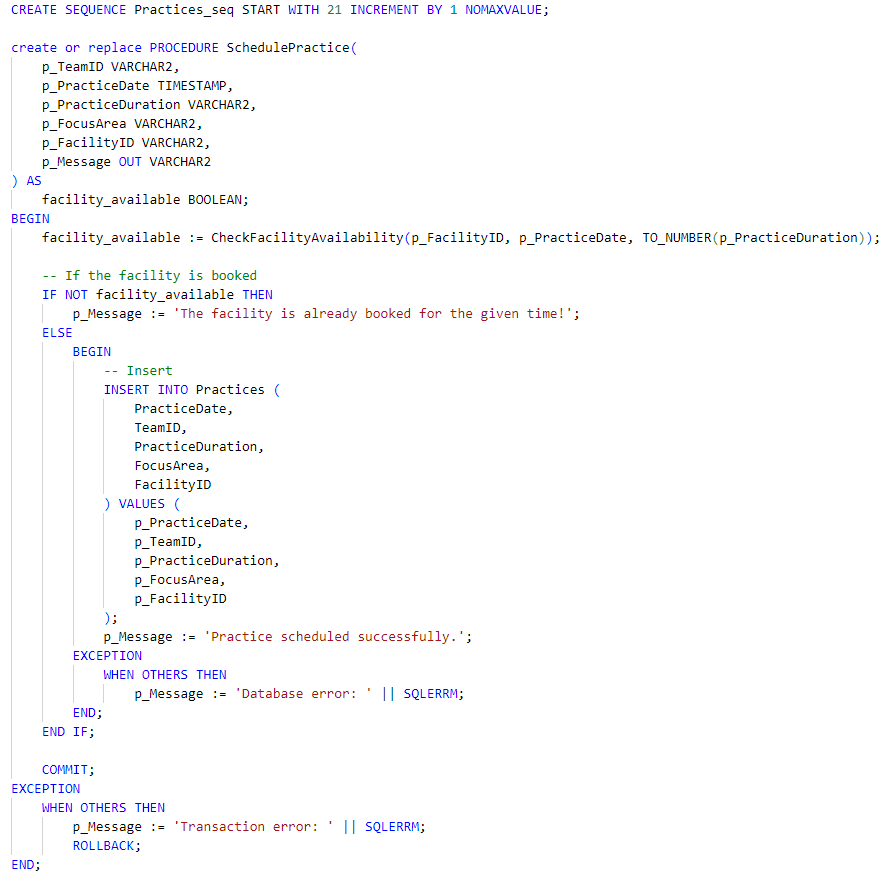 CREATE SEQUENCE Practices_seq START WITH 21 INCREMENT BY 1 NOMAXVALUE;

create or replace PROCEDURE SchedulePractice(
    p_TeamID VARCHAR2,
    p_PracticeDate TIMESTAMP,
    p_PracticeDuration VARCHAR2,
    p_FocusArea VARCHAR2,
    p_FacilityID VARCHAR2,
    p_Message OUT VARCHAR2
) AS
    facility_available BOOLEAN;
BEGIN
    facility_available := CheckFacilityAvailability(p_FacilityID, p_PracticeDate, TO_NUMBER(p_PracticeDuration));

    -- If the facility is booked
    IF NOT facility_available THEN
        p_Message := 'The facility is already booked for the given time!';
    ELSE
        BEGIN
            -- Insert
            INSERT INTO Practices (
                PracticeDate,
                TeamID,
                PracticeDuration,
                FocusArea,
                FacilityID
            ) VALUES (
                p_PracticeDate,
                p_TeamID,
                p_PracticeDuration,
                p_FocusArea,
                p_FacilityID
            );
            p_Message := 'Practice scheduled successfully.';
        EXCEPTION
            WHEN OTHERS THEN
                p_Message := 'Database error: ' || SQLERRM;
        END;
    END IF;

    COMMIT;
EXCEPTION
    WHEN OTHERS THEN
        p_Message := 'Transaction error: ' || SQLERRM;
        ROLLBACK;
END;